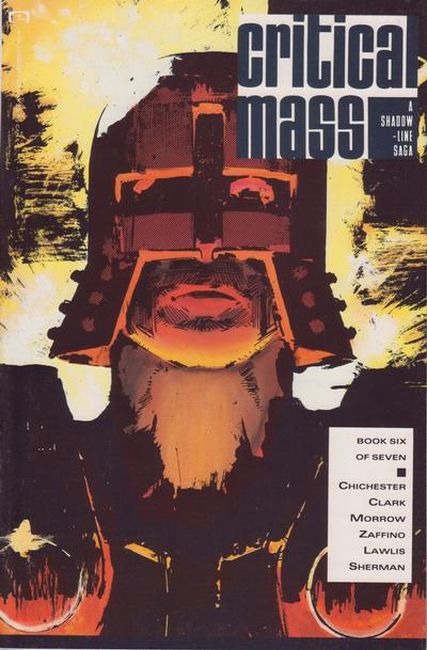 critical
mass
A
SHADOW
-LINE
SAGA
BOOK SIX
OF SEVEN
CHICHESTER
CLARK
MORROW
ZAFFINO
LAWLIS
SHERMAN